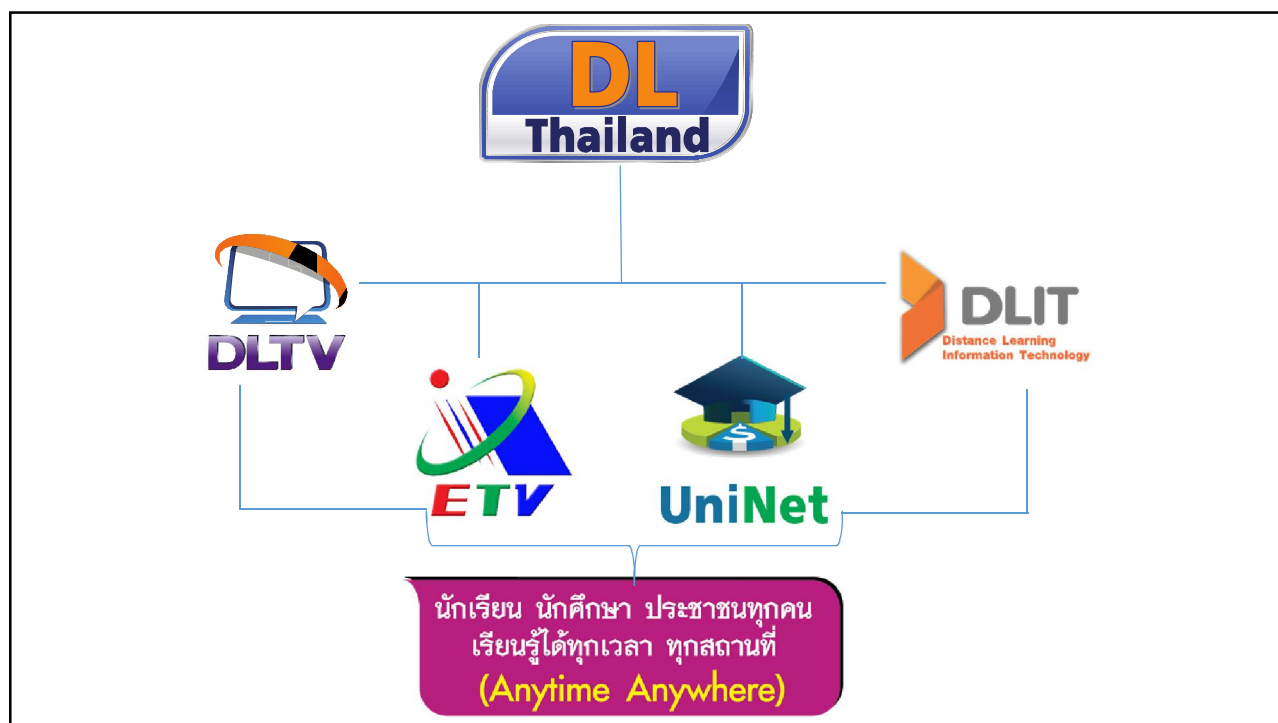 DL
Thailand
DLTV
DLIT
Distance Learning
Information Technology
ETV
$
UniNet
นักเรียน นักศึกษา ประชาชนทุกคน
เรียนรู้ได้ทุกเวลา ทุกสถานที่
(Anytime Anywhere)